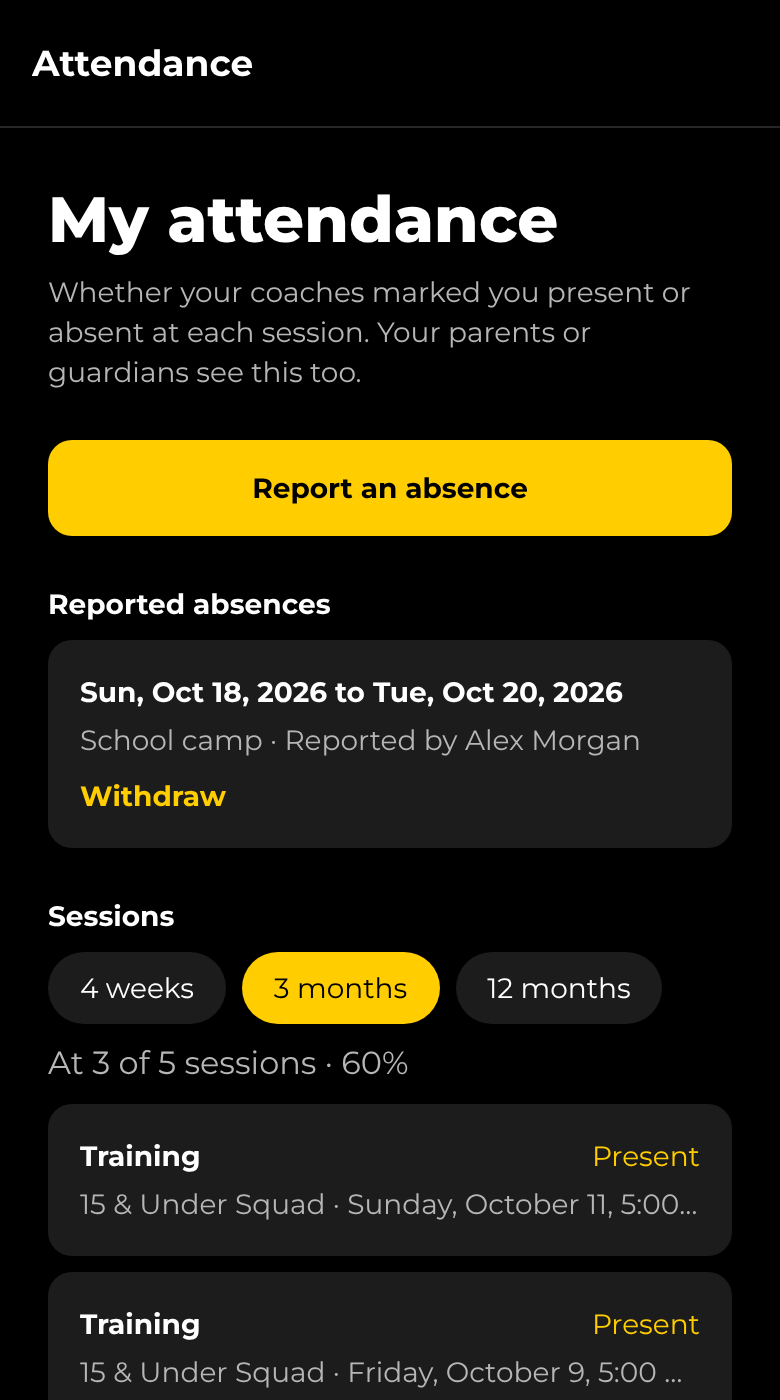 Attendance
My attendance
Whether your coaches marked you present or
absent at each session. Your parents or
guardians see this too.
Report an absence
Reported absences
Sun, Oct 18, 2026 to Tue, Oct 20, 2026
School camp · Reported by Alex Morgan
Withdraw
Sessions
4 weeks
3 months
12 months
At 3 of 5 sessions · 60%
Training
Present
15 & Under Squad · Sunday, October 11, 5:00...
Training
Present
15 & Under Squad · Friday, October 9, 5:00 ...